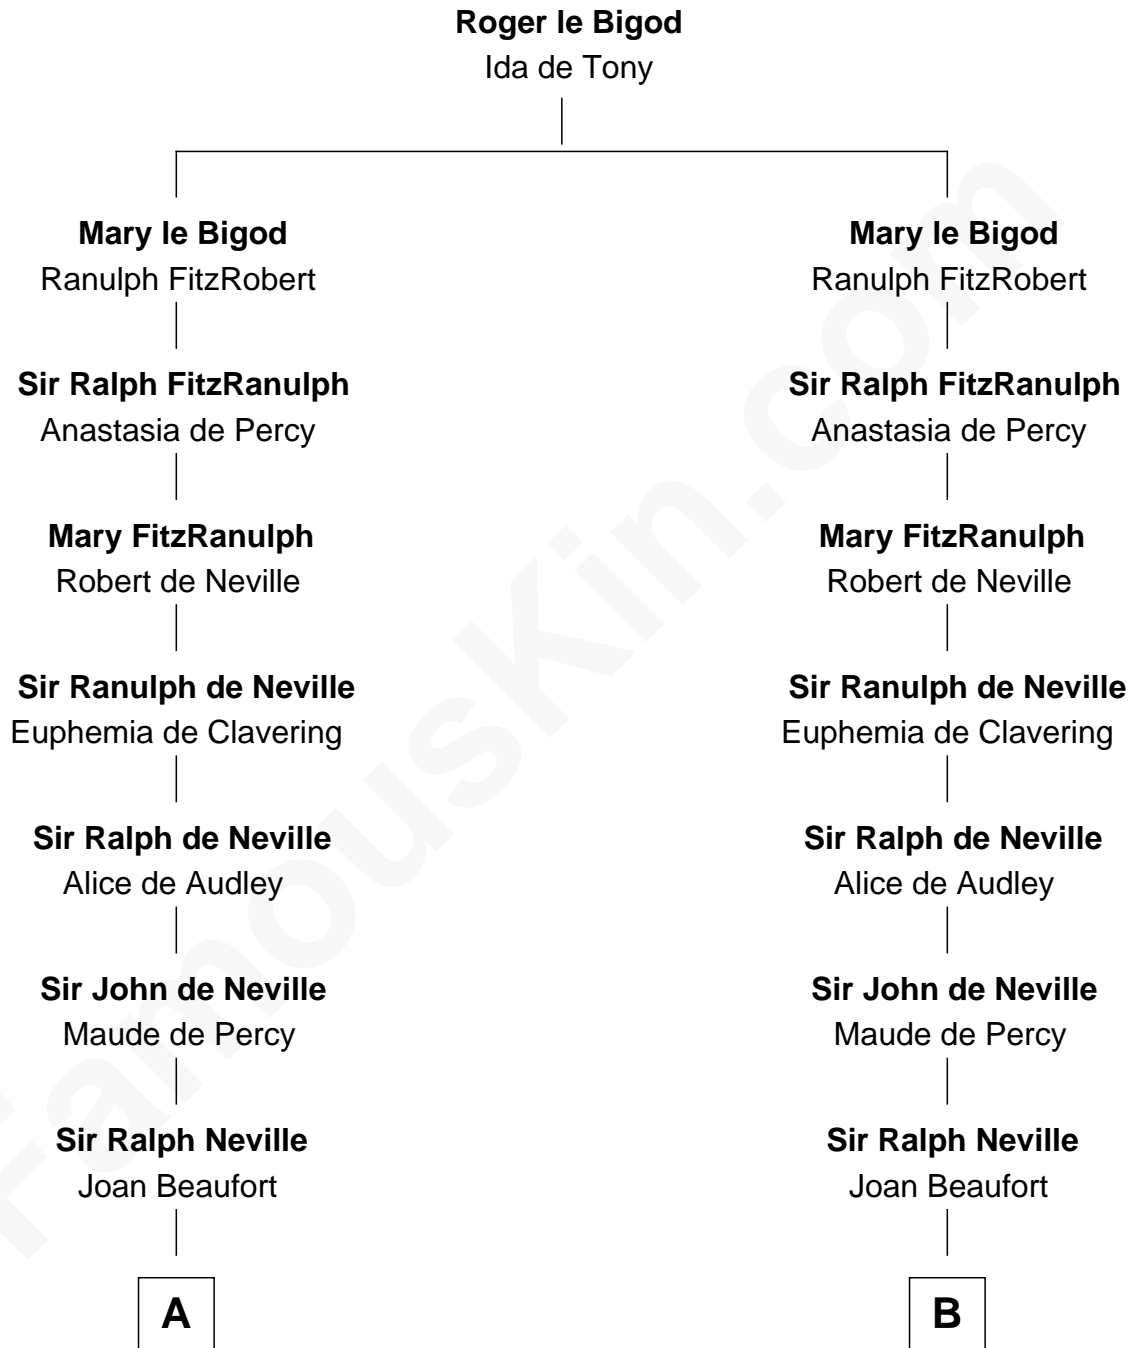 Roger le Bigod
Ida de Tony
Mary le Bigod
Ranulph FitzRobert
Sir Ralph FitzRanulph
Anastasia de Percy
Mary FitzRanulph
Robert de Neville
Sir Ranulph de Neville
Euphemia de Clavering
Sir Ralph de Neville
Alice de Audley
Sir John de Neville
Maude de Percy
Sir Ralph Neville
Joan Beaufort
A
Mary le Bigod
Ranulph FitzRobert
Sir Ralph FitzRanulph
Anastasia de Percy
Mary FitzRanulph
Robert de Neville
Sir Ranulph de Neville
Euphemia de Clavering
Sir Ralph de Neville
Alice de Audley
Sir John de Neville
Maude de Percy
Sir Ralph Neville
Joan Beaufort
B
FamousKin.com